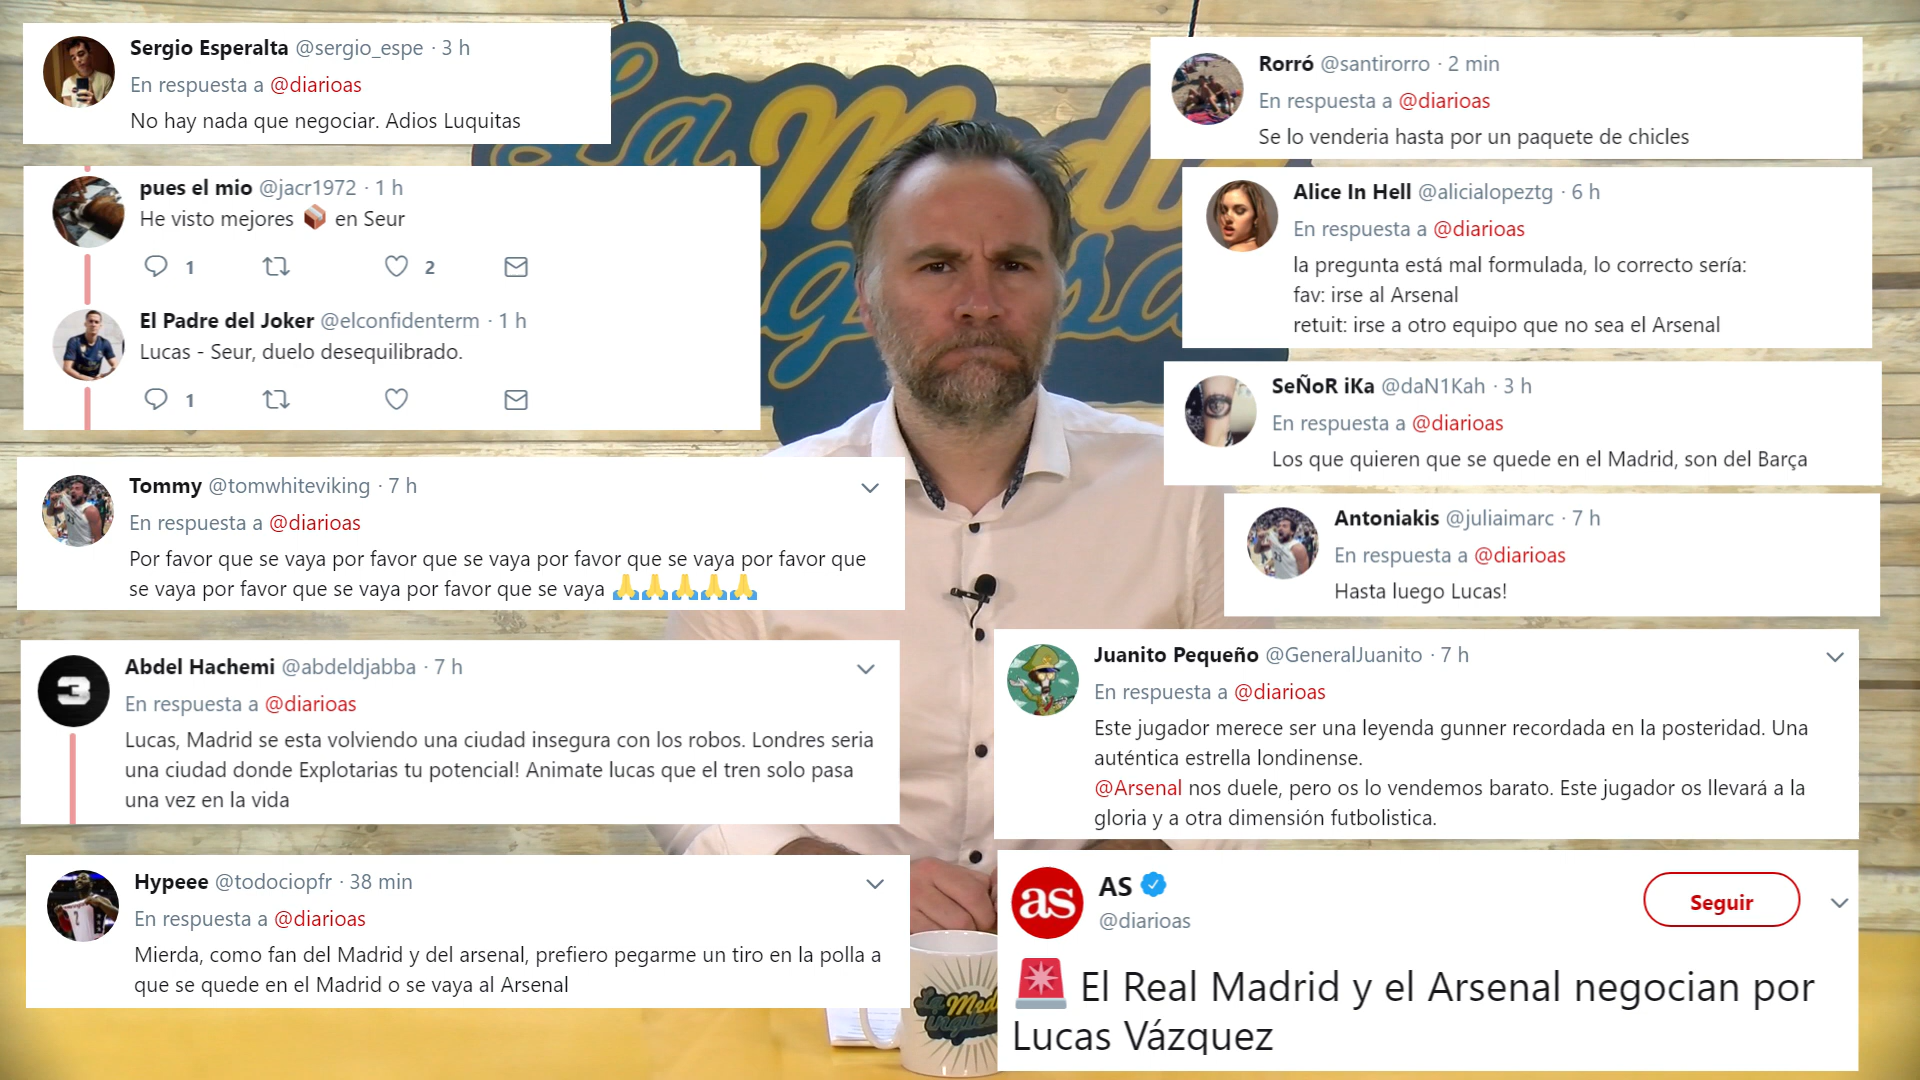 Sergio Esperalta @sergio_espe · 3 h
En respuesta a @diarioas
No hay nada que negociar. Adios Luquitas
pues el mio @jacr1972 · 1 h
He visto mejores 📦 en Seur
1 2
El Padre del Joker @elconfidenterm · 1 h
Lucas - Seur, duelo desequilibrado.
1
Tommy @tomwhiteviking · 7 h
En respuesta a @diarioas
Por favor que se vaya por favor que se vaya por favor que se vaya por favor que
se vaya por favor que se vaya por favor que se vaya 🙏🙏🙏🙏🙏
3
Abdel Hachemi @abdeldjabba · 7 h
En respuesta a @diarioas
Lucas, Madrid se esta volviendo una ciudad insegura con los robos. Londres seria
una ciudad donde Explotarias tu potencial! Animate lucas que el tren solo pasa
una vez en la vida
Hypeee @todociopfr · 38 min
En respuesta a @diarioas
Mierda, como fan del Madrid y del arsenal, prefiero pegarme un tiro en la polla a
que se quede en el Madrid o se vaya al Arsenal
La Media
inglesa
Rorró @santirorro · 2 min
En respuesta a @diarioas
Se lo venderia hasta por un paquete de chicles
Alice In Hell @alicialopeztg · 6 h
En respuesta a @diarioas
la pregunta está mal formulada, lo correcto sería:
fav: irse al Arsenal
retuit: irse a otro equipo que no sea el Arsenal
SeÑoR iKa @daN1Kah · 3 h
En respuesta a @diarioas
Los que quieren que se quede en el Madrid, son del Barça
Antoniakis @juliaimarc · 7 h
En respuesta a @diarioas
Hasta luego Lucas!
Juanito Pequeño @GeneralJuanito · 7 h
En respuesta a @diarioas
Este jugador merece ser una leyenda gunner recordada en la posteridad. Una
auténtica estrella londinense.
@Arsenal nos duele, pero os lo vendemos barato. Este jugador os llevará a la
gloria y a otra dimensión futbolistica.
as
AS
@diarioas
Seguir
🚨 El Real Madrid y el Arsenal negocian por
Lucas Vázquez